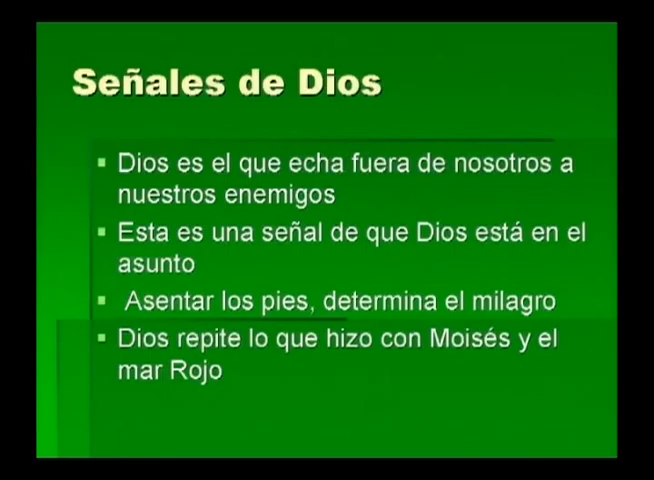 Señales de Dios
Dios es el que echa fuera de nosotros a
nuestros enemigos
Esta es una señal de que Dios está en el
asunto
Asentar los pies, determina el milagro
Dios repite lo que hizo con Moisés y el
mar Rojo